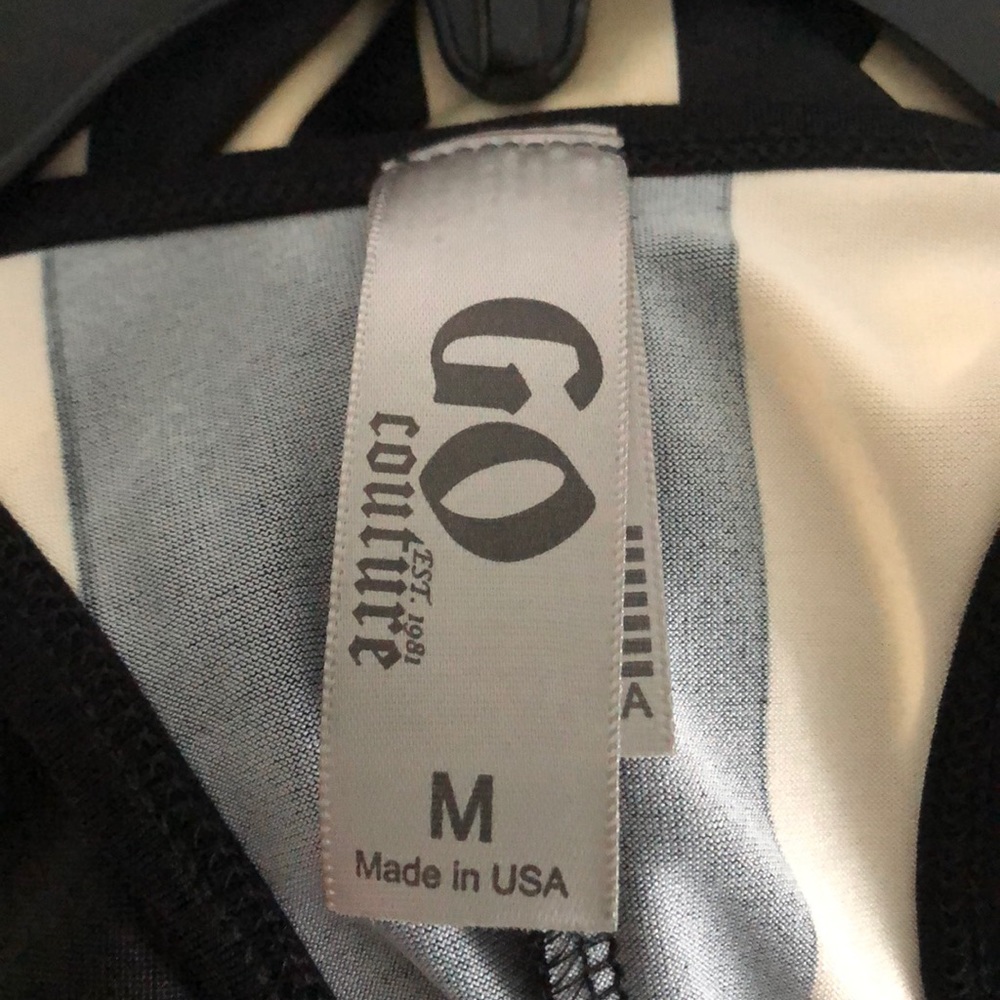 GO
EST. 1981
couture
M
Made in USA
A